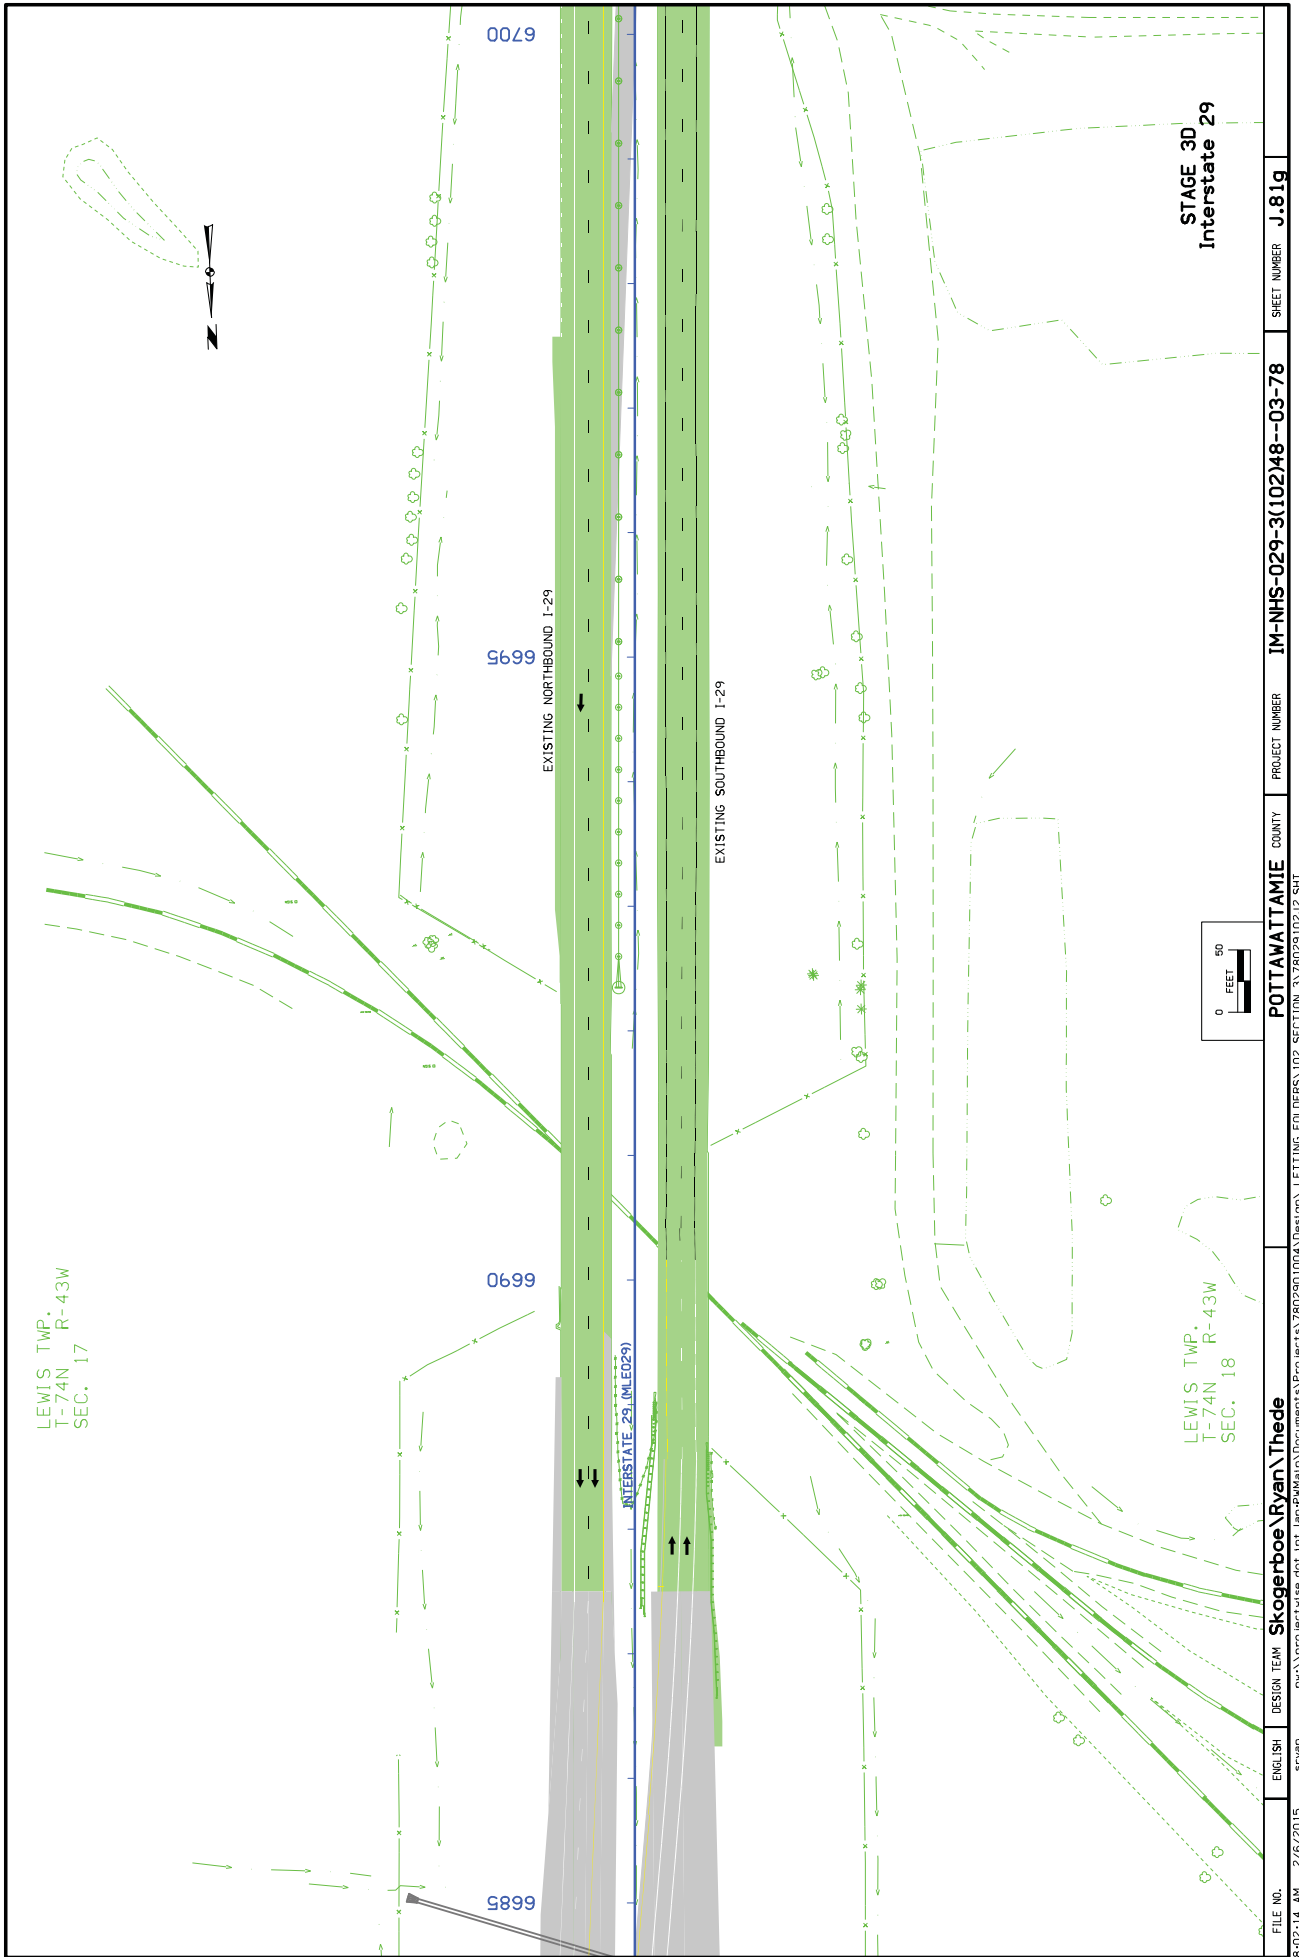 6700
6695
6690
6685
EXISTING NORTHBOUND I-29
EXISTING SOUTHBOUND I-29
INTERSTATE 29 (MLE029)
N
LEWIS TWP.
T-74N R-43W
SEC. 17
LEWIS TWP.
T-74N R-43W
SEC. 18
STAGE 3D
Interstate 29
0 50
FEET
FILE NO.
ENGLISH
DESIGN TEAM Skogerboe\Ryan\Thede
POTTAWATTAMIE COUNTY
PROJECT NUMBER IM-NHS-029-3(102)48--03-78
SHEET NUMBER J.81g
2/6/2015